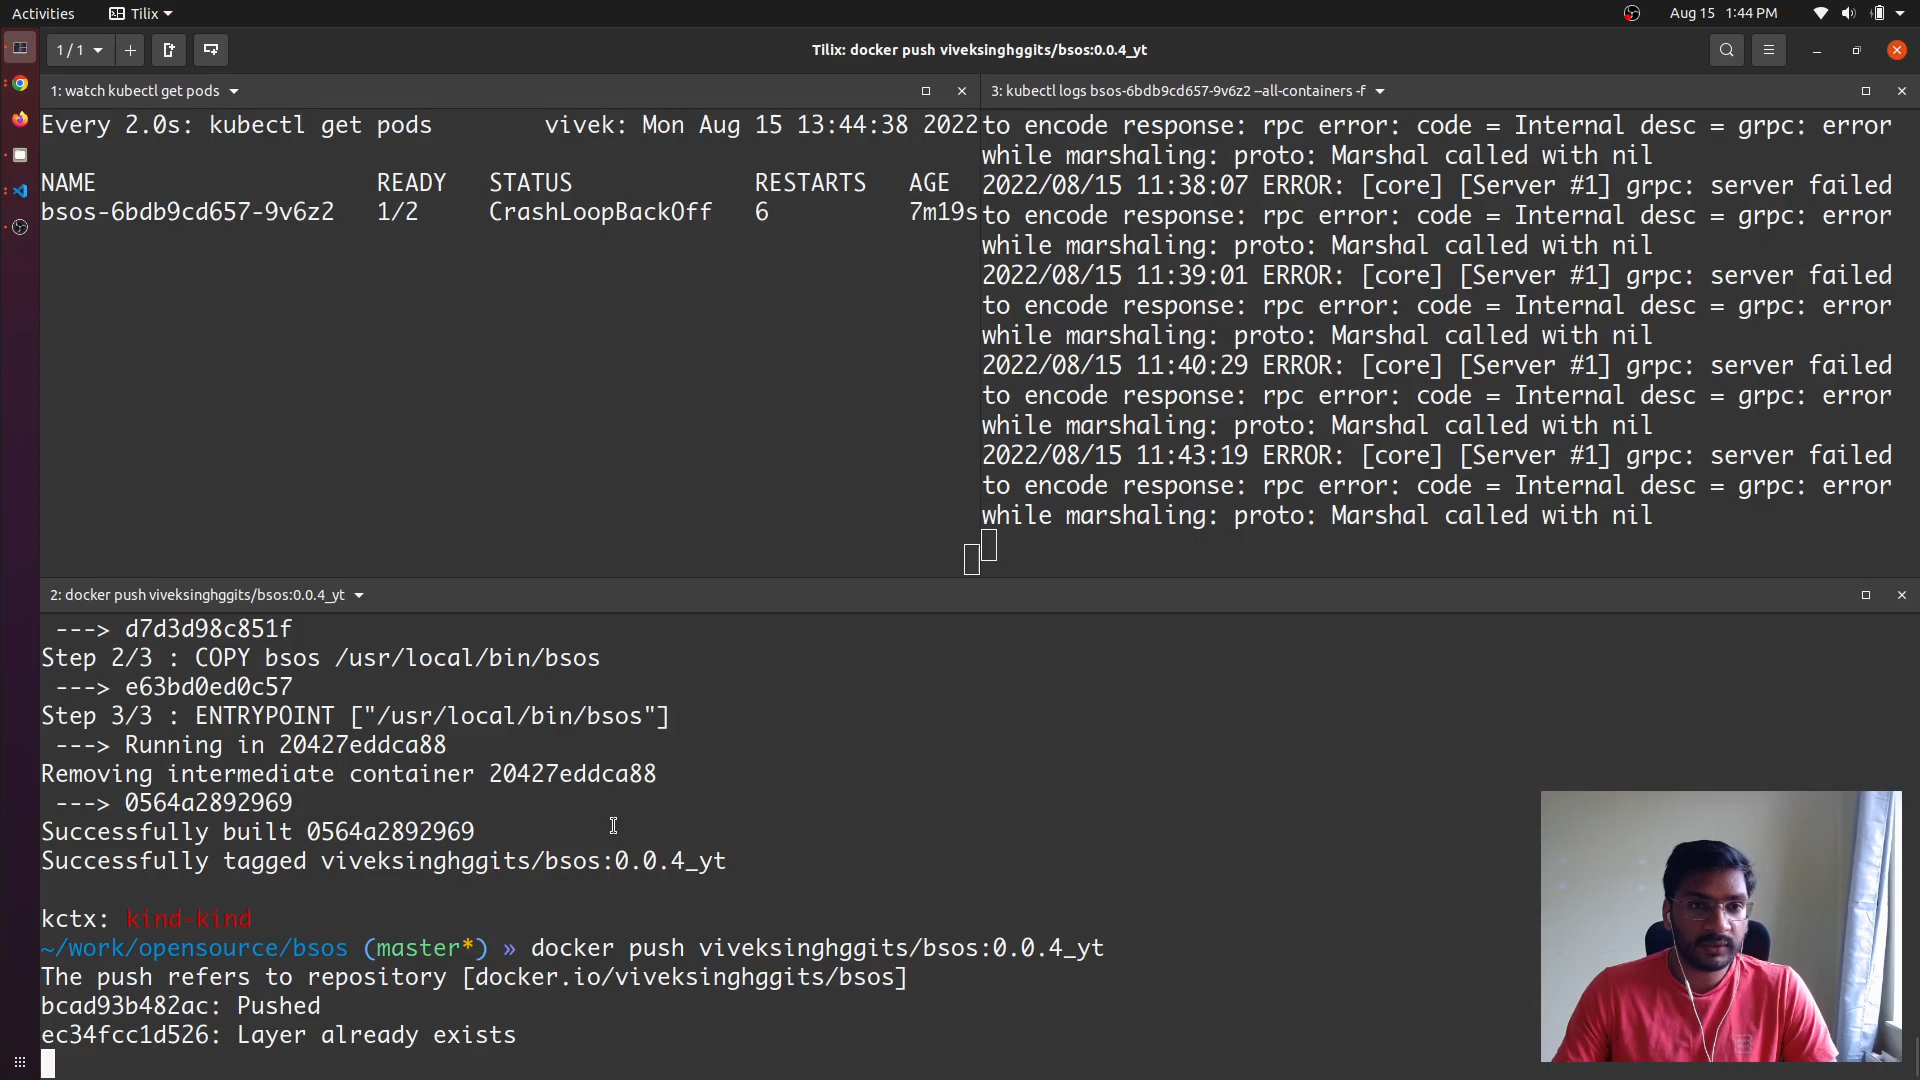 Activities
Tilix
Aug 15 1:44 PM
1 / 1
Tilix: docker push viveksinghggits/bsos:0.0.4_yt
1: watch kubectl get pods
Every 2.0s: kubectl get pods vivek: Mon Aug 15 13:44:38 2022
NAME READY STATUS RESTARTS AGE
bsos-6bdb9cd657-9v6z2 1/2 CrashLoopBackOff 6 7m19s
3: kubectl logs bsos-6bdb9cd657-9v6z2 --all-containers -f
to encode response: rpc error: code = Internal desc = grpc: error
while marshaling: proto: Marshal called with nil
2022/08/15 11:38:07 ERROR: [core] [Server #1] grpc: server failed
to encode response: rpc error: code = Internal desc = grpc: error
while marshaling: proto: Marshal called with nil
2022/08/15 11:39:01 ERROR: [core] [Server #1] grpc: server failed
to encode response: rpc error: code = Internal desc = grpc: error
while marshaling: proto: Marshal called with nil
2022/08/15 11:40:29 ERROR: [core] [Server #1] grpc: server failed
to encode response: rpc error: code = Internal desc = grpc: error
while marshaling: proto: Marshal called with nil
2022/08/15 11:43:19 ERROR: [core] [Server #1] grpc: server failed
to encode response: rpc error: code = Internal desc = grpc: error
while marshaling: proto: Marshal called with nil
2: docker push viveksinghggits/bsos:0.0.4_yt
---> d7d3d98c851f
Step 2/3 : COPY bsos /usr/local/bin/bsos
---> e63bd0ed0c57
Step 3/3 : ENTRYPOINT ["/usr/local/bin/bsos"]
---> Running in 20427eddca88
Removing intermediate container 20427eddca88
---> 0564a2892969
Successfully built 0564a2892969
Successfully tagged viveksinghggits/bsos:0.0.4_yt
kctx: kind-kind
~/work/opensource/bsos (master*) » docker push viveksinghggits/bsos:0.0.4_yt
The push refers to repository [docker.io/viveksinghggits/bsos]
bcad93b482ac: Pushed
ec34fcc1d526: Layer already exists